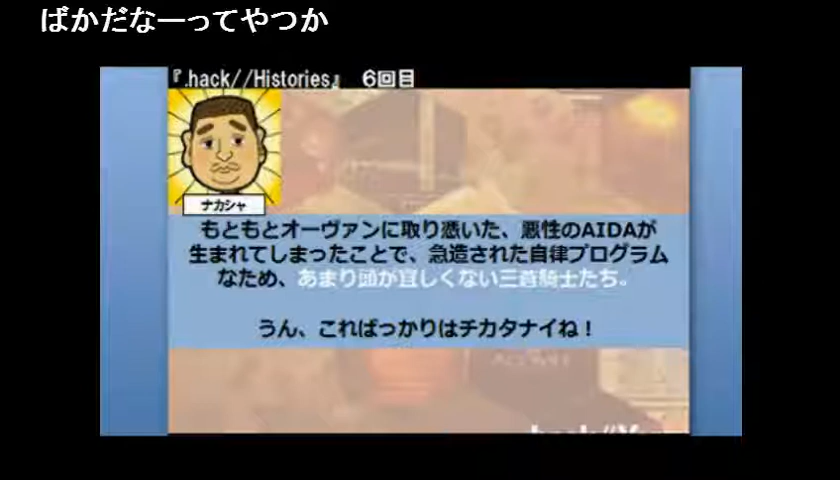 ばかだなーってやつか
『.hack//Histories』 6回目
ナカシャ
もともとオーヴァンに取り憑いた、悪性のAIDAが
生まれてしまったことで、急造された自律プログラム
なため、あまり頭が宜しくない三蒼騎士たち。
うん、こればっかりはチカタナイね！